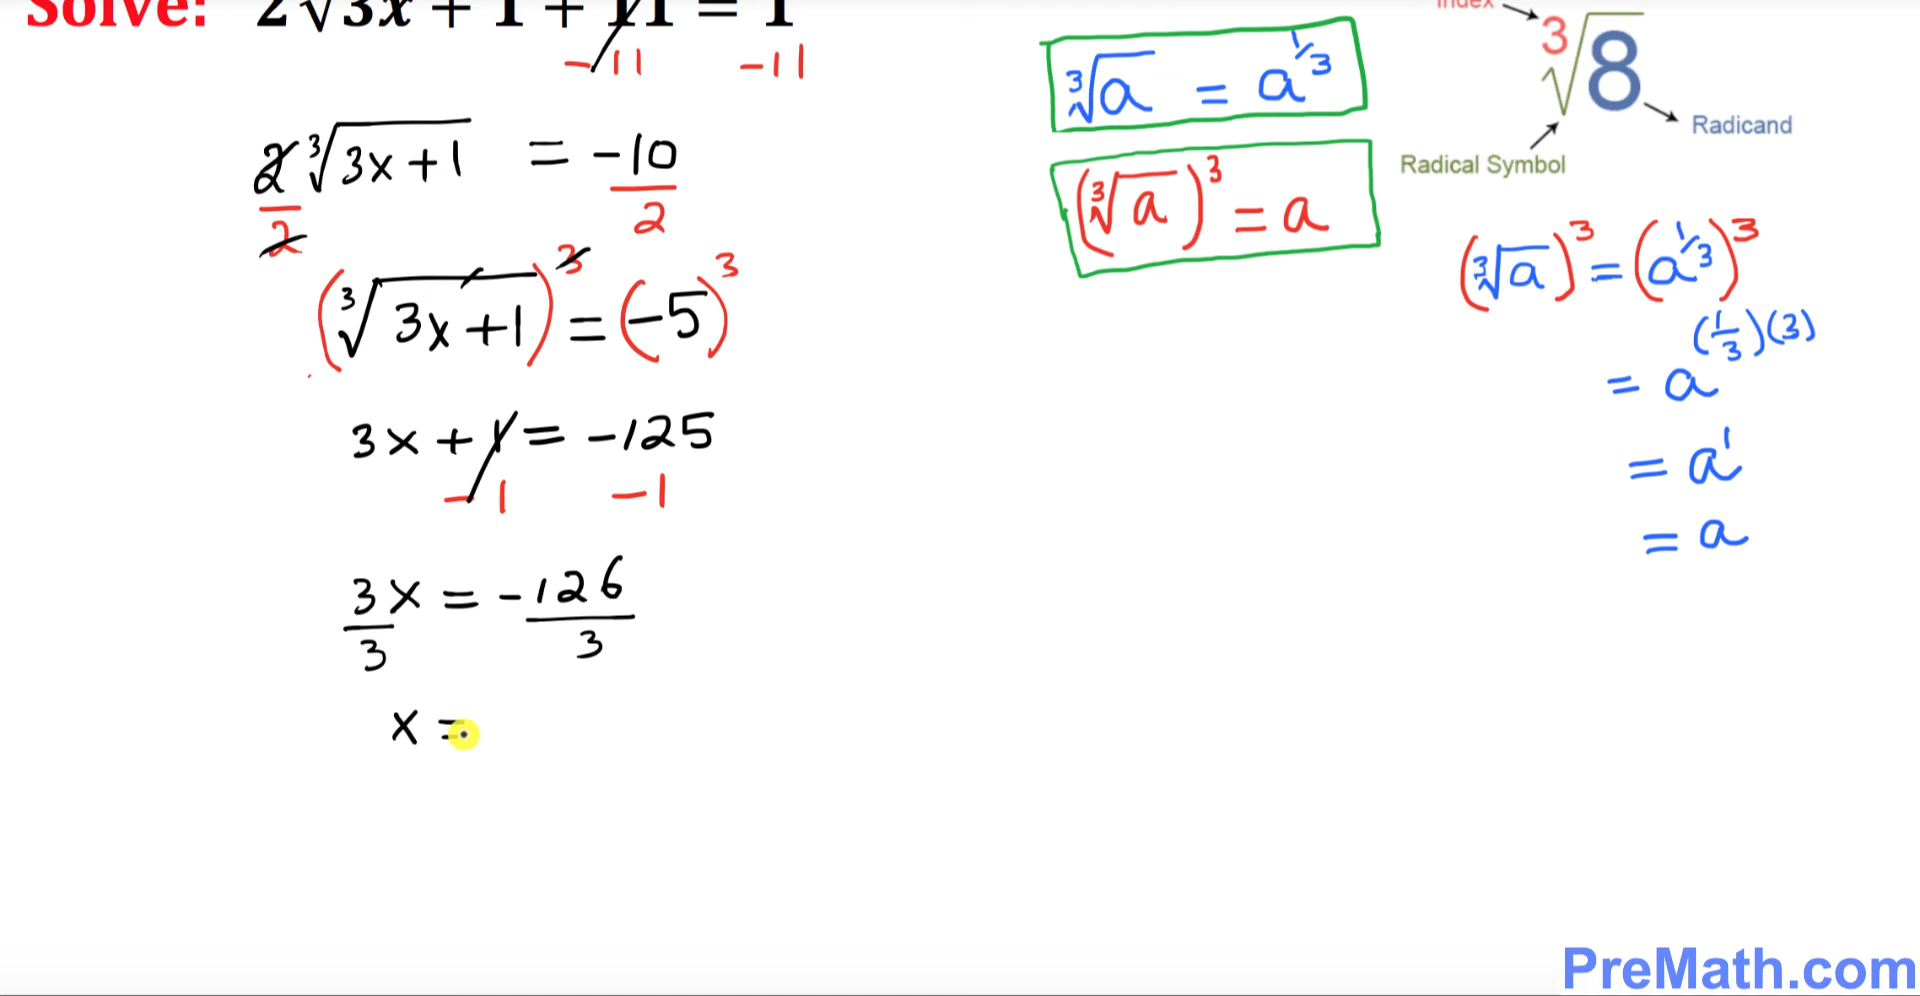 Solve: 2√3x + 1 + 11 = 1
-11 -11
2∛3x+1 = -10
2 2
(∛3x+1)³ = (-5)³
3x + 1 = -125
-1 -1
3x = -126
3 3
x =
∛a = a^1/3
(∛a)³ = a
Index
3√8
Radicand
Radical Symbol
(∛a)³ = (a^1/3)³
= a^(1/3)(3)
= a^1
= a
PreMath.com